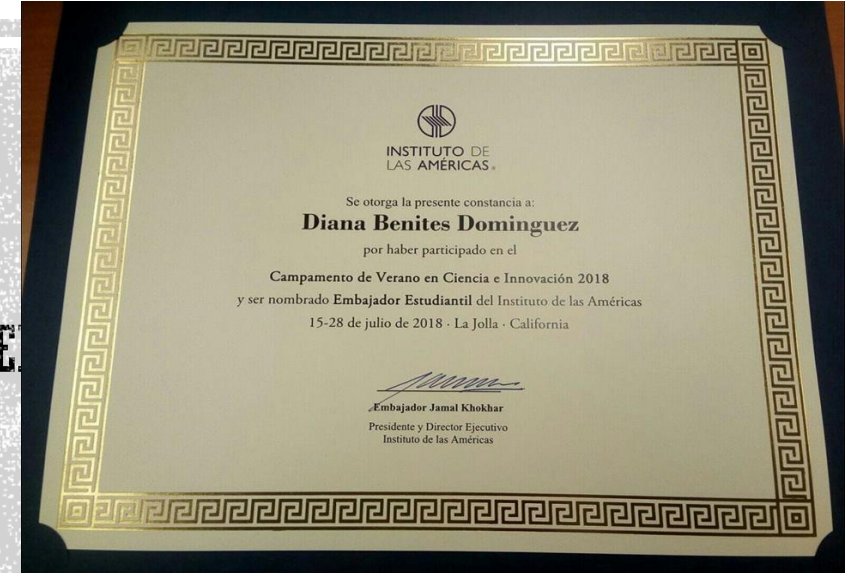 INSTITUTO DE
LAS AMÉRICAS®
Se otorga la presente constancia a:
Diana Benites Dominguez
por haber participado en el
Campamento de Verano en Ciencia e Innovación 2018
y ser nombrado Embajador Estudiantil del Instituto de las Américas
15-28 de julio de 2018 · La Jolla · California
Embajador Jamal Khokhar
Presidente y Director Ejecutivo
Instituto de las Américas